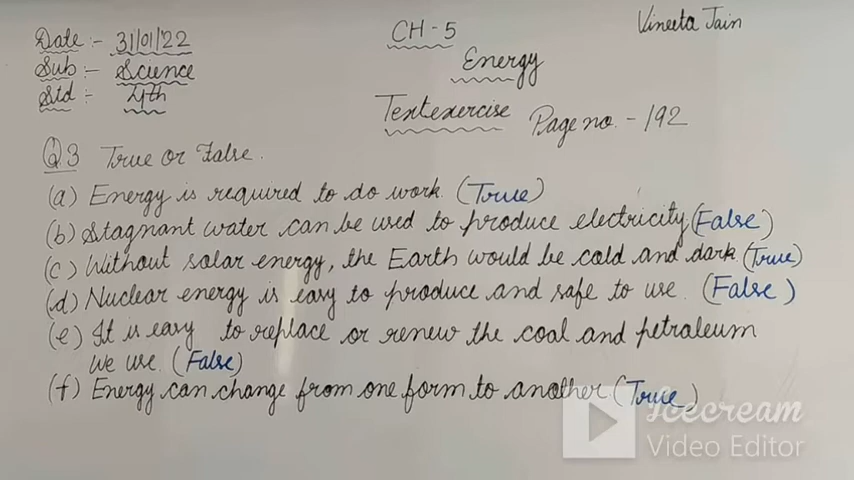 Date :- 31/01/22
CH - 5
Vineeta Jain
Sub :- Science
Energy
Std :- 4th
Textexercise Page no. - 192
Q3 True or False.
(a) Energy is required to do work. (True)
(b) Stagnant water can be used to produce electricity (False)
(c) Without solar energy, the Earth would be cold and dark. (True)
(d) Nuclear energy is easy to produce and safe to use. (False)
(e) It is easy to replace or renew the coal and petraleum
we use. (False)
(f) Energy can change from one form to another (True)
Icecream
Video Editor